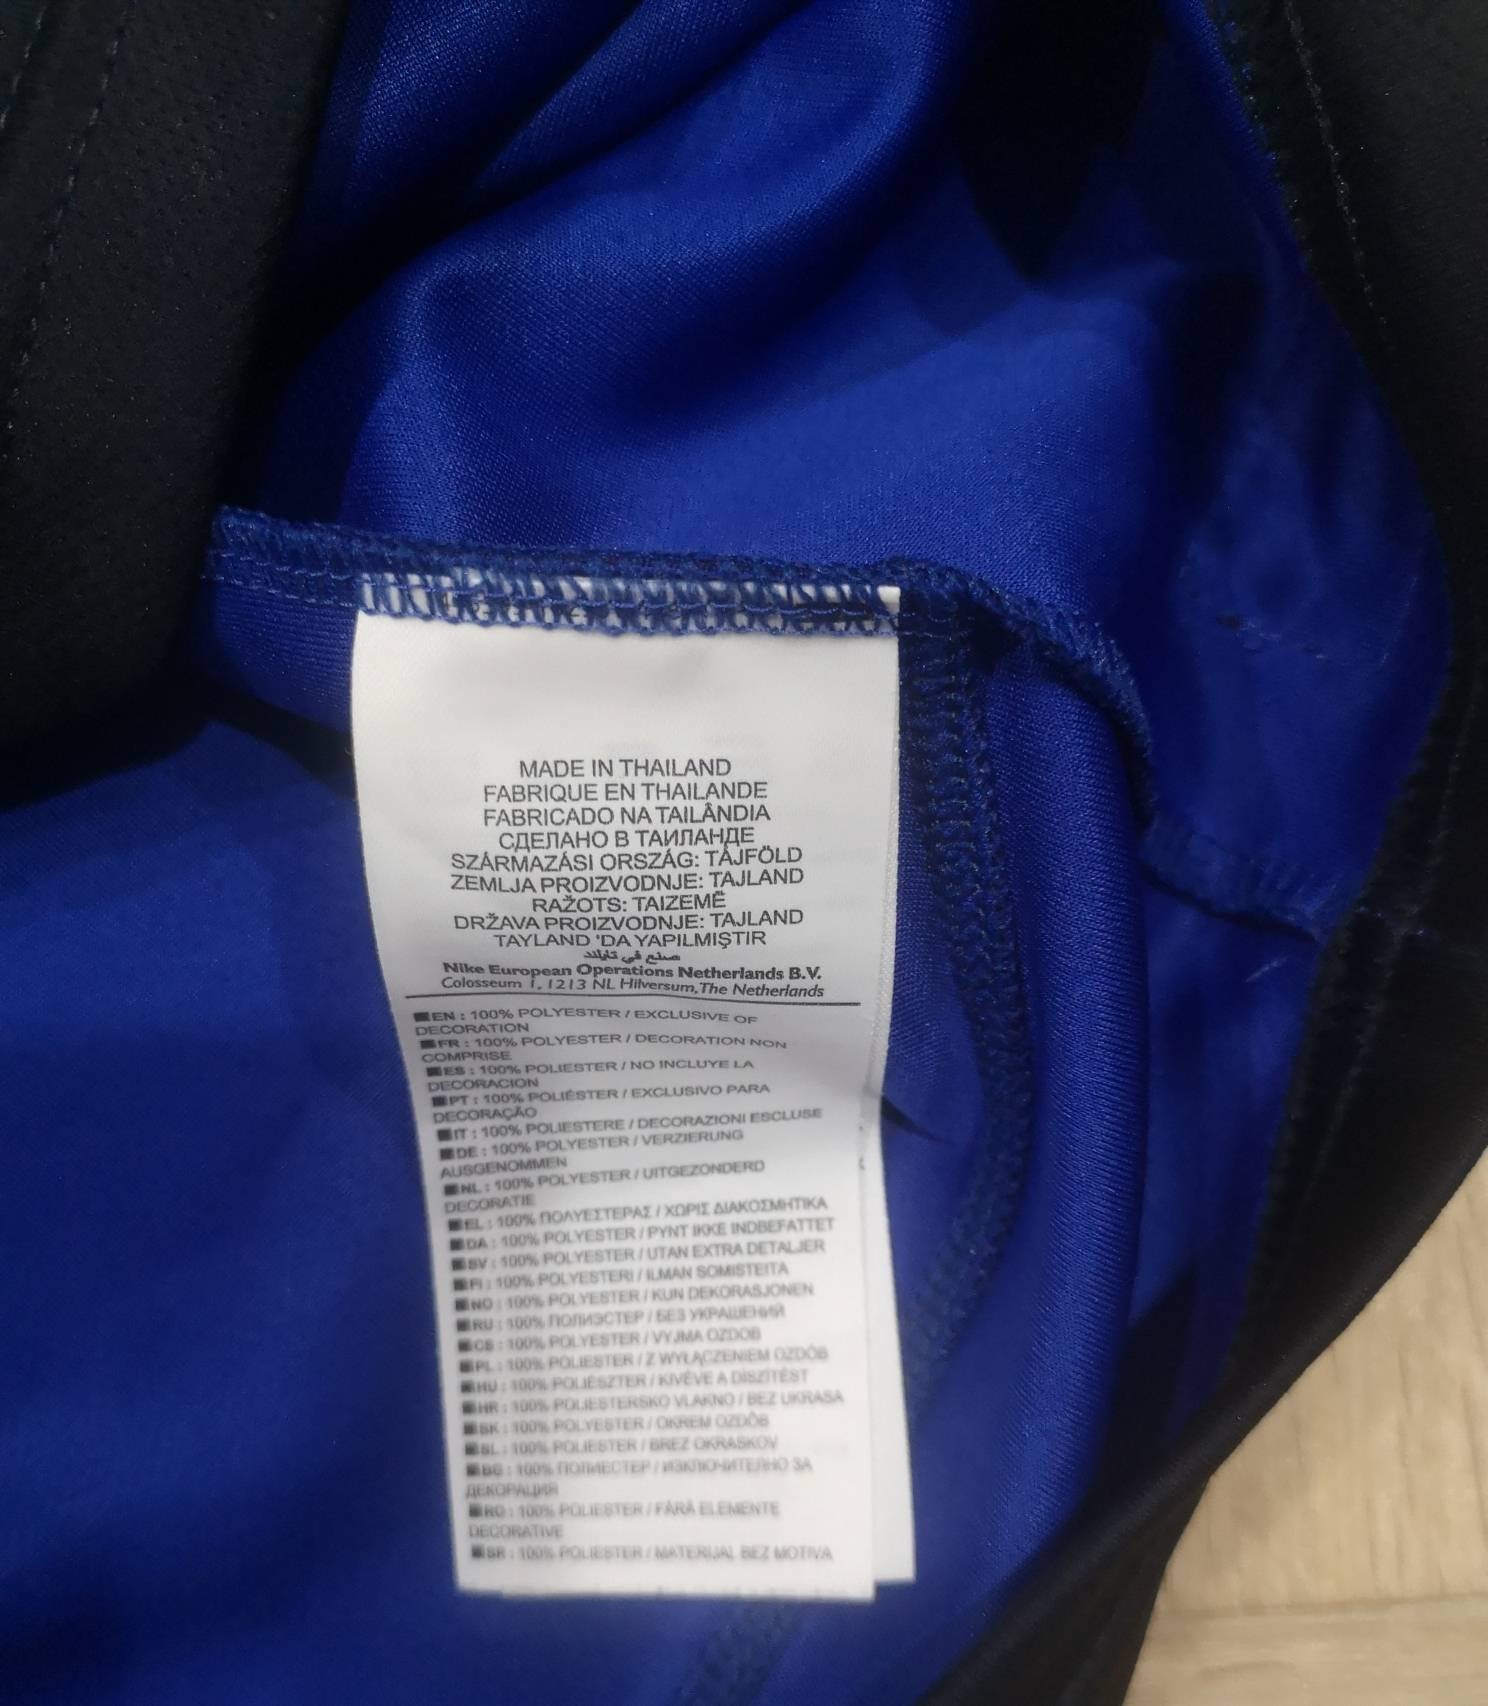 MADE IN THAILAND
FABRIQUE EN THAILANDE
FABRICADO NA TAILÂNDIA
СДЕЛАНО В ТАИЛАНДЕ
SZÁRMAZÁSI ORSZÁG: TÁJFÖLD
ZEMLJA PROIZVODNJE: TAJLAND
RAŽOTS: TAIZEMĒ
DRŽAVA PROIZVODNJE: TAJLAND
TAYLAND 'DA YAPILMIŞTIR
صنع في تايلاند
Nike European Operations Netherlands B.V.
Colosseum 1, 1213 NL Hilversum, The Netherlands
EN : 100% POLYESTER / EXCLUSIVE OF
DECORATION
FR : 100% POLYESTER / DECORATION NON
COMPRISE
ES : 100% POLIESTER / NO INCLUYE LA
DECORACION
PT : 100% POLIÉSTER / EXCLUSIVO PARA
DECORAÇÃO
IT : 100% POLIESTERE / DECORAZIONI ESCLUSE
DE : 100% POLYESTER / VERZIERUNG
AUSGENOMMEN
NL : 100% POLYESTER / UITGEZONDERD
DECORATIE
EL : 100% ΠΟΛΥΕΣΤΕΡΑΣ / ΧΩΡΙΣ ΔΙΑΚΟΣΜΗΤΙΚΑ
DA : 100% POLYESTER / PYNT IKKE INDBEFATTET
SV : 100% POLYESTER / UTAN EXTRA DETALJER
FI : 100% POLYESTERI / ILMAN SOMISTEITA
NO : 100% POLYESTER / KUN DEKORASJONEN
RU : 100% ПОЛИЭСТЕР / БЕЗ УКРАШЕНИЙ
CS : 100% POLYESTER / VYJMA OZDOB
PL : 100% POLIESTER / Z WYŁĄCZENIEM OZDÓB
HU : 100% POLIÉSZTER / KIVÉVE A DÍSZÍTÉST
HR : 100% POLIESTERSKO VLAKNO / BEZ UKRASA
SK : 100% POLYESTER / OKREM OZDÔB
SL : 100% POLIESTER / BREZ OKRASKOV
BG : 100% ПОЛИЕСТЕР / ИЗКЛЮЧИТЕЛНО ЗА
ДЕКОРАЦИЯ
RO : 100% POLIESTER / FĂRĂ ELEMENTE
DECORATIVE
SR : 100% POLIESTER / MATERIJAL BEZ MOTIVA